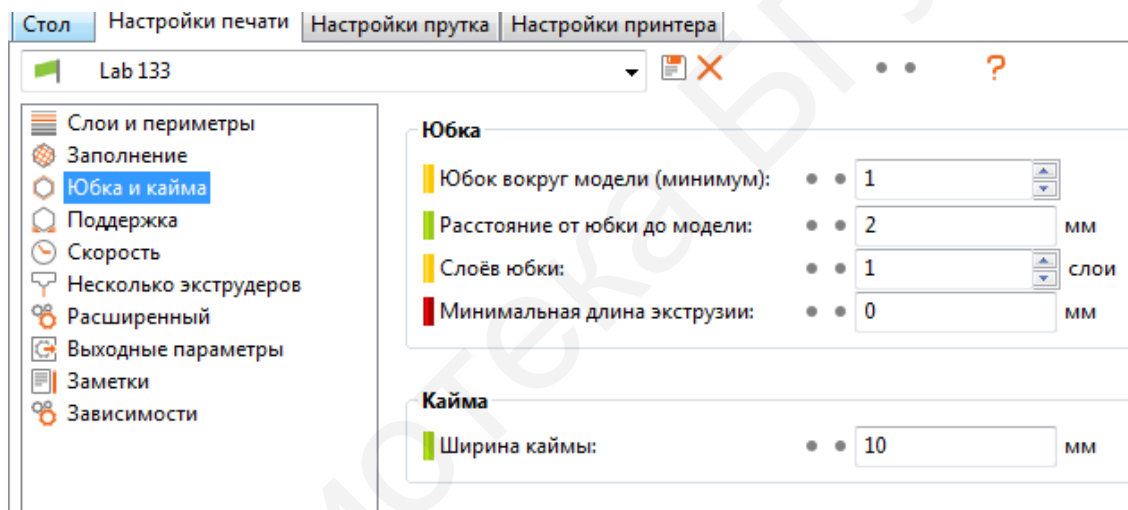 Стол Настройки печати Настройки прутка Настройки принтера
Lab 133 ?
Слои и периметры
Заполнение
Юбка и кайма
Поддержка
Скорость
Несколько экструдеров
Расширенный
Выходные параметры
Заметки
Зависимости
Юбка
Юбок вокруг модели (минимум): 1
Расстояние от юбки до модели: 2 мм
Слоёв юбки: 1 слои
Минимальная длина экструзии: 0 мм
Кайма
Ширина каймы: 10 мм